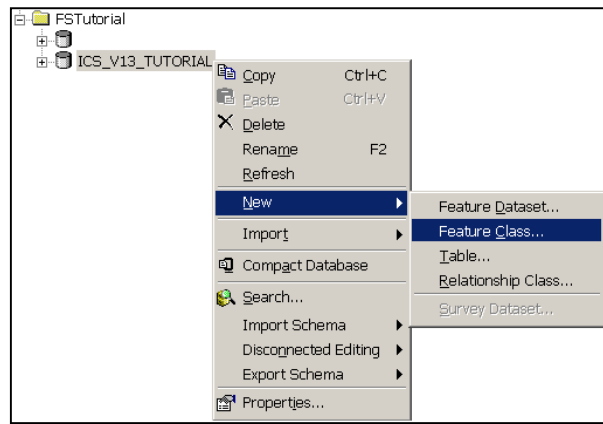 FSTutorial
ICS_V13_TUTORIAL
Copy Ctrl+C
Paste Ctrl+V
Delete
Rename F2
Refresh
New
Import
Compact Database
Search...
Import Schema
Disconnected Editing
Export Schema
Properties...
Feature Dataset...
Feature Class...
Table...
Relationship Class...
Survey Dataset...